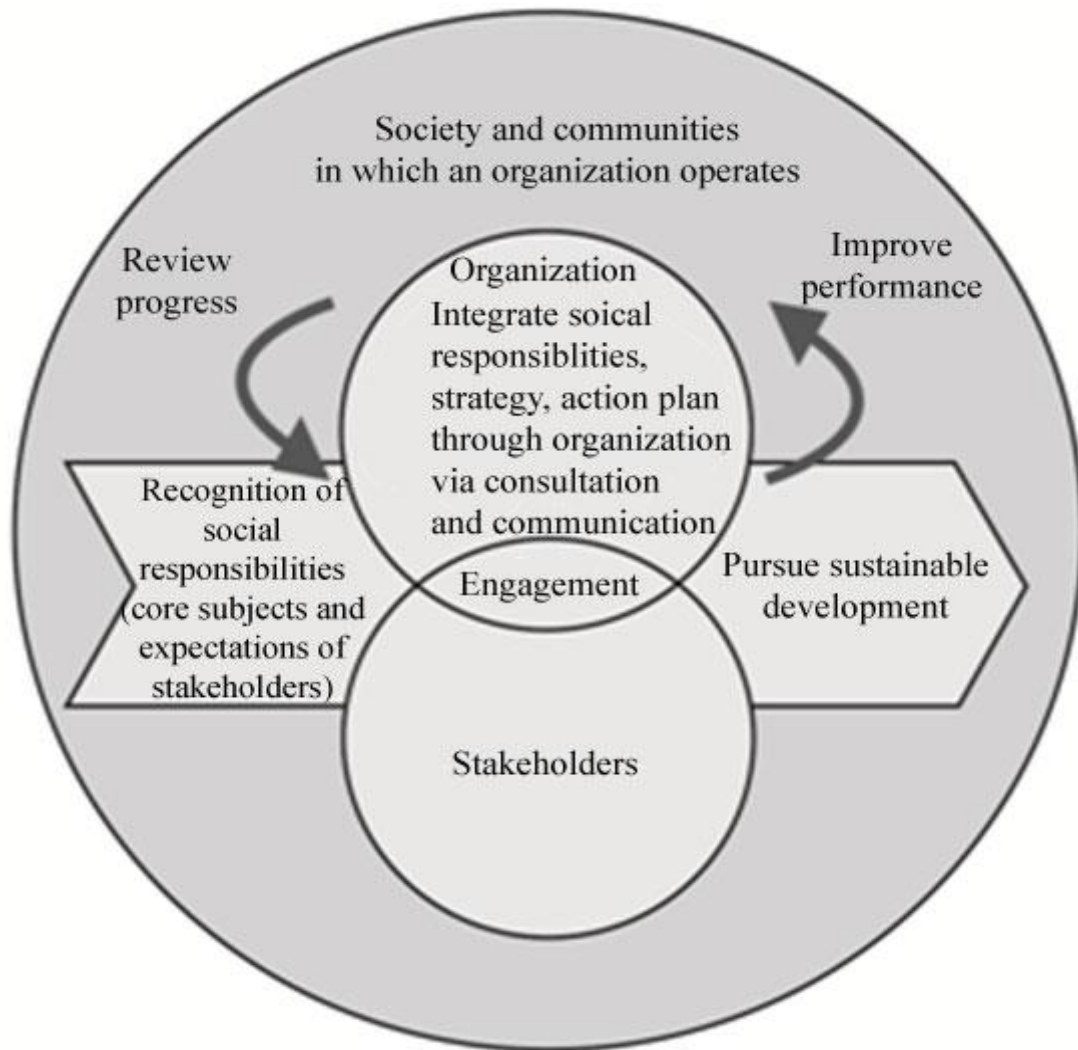 Society and communities
in which an organization operates
Review
progress
Improve
performance
Organization
Integrate soical
responsiblities,
strategy, action plan
through organization
via consultation
and communication
Recognition of
social
responsibilities
(core subjects and
expectations of
stakeholders)
Engagement
Pursue sustainable
development
Stakeholders